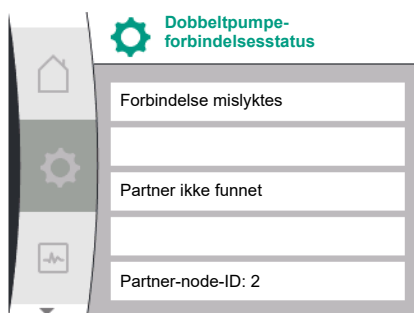 Dobbeltpumpe-
forbindelsesstatus
Forbindelse mislyktes
Partner ikke funnet
Partner-node-ID: 2